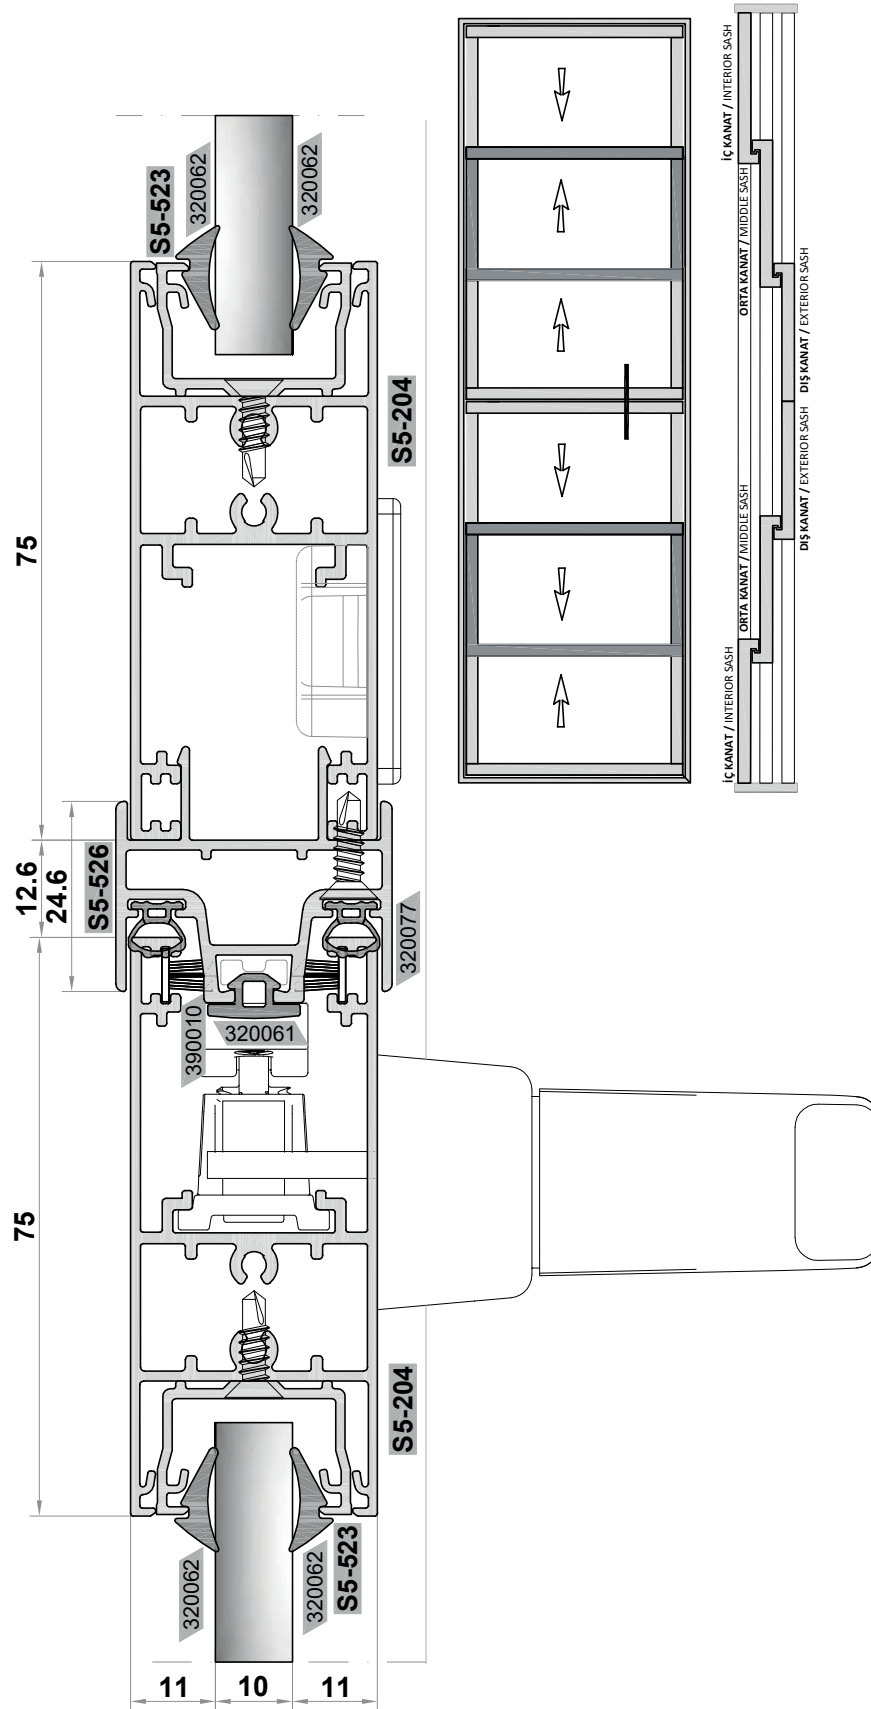 S5-523
320062
320062
S5-204
75
12.6
24.6
S5-526
320077
390010
320061
75
S5-204
320062
320062
S5-523
11
10
11
İÇ KANAT / INTERIOR SASH
ORTA KANAT / MIDDLE SASH
DIŞ KANAT / EXTERIOR SASH
DIŞ KANAT / EXTERIOR SASH
ORTA KANAT / MIDDLE SASH
İÇ KANAT / INTERIOR SASH